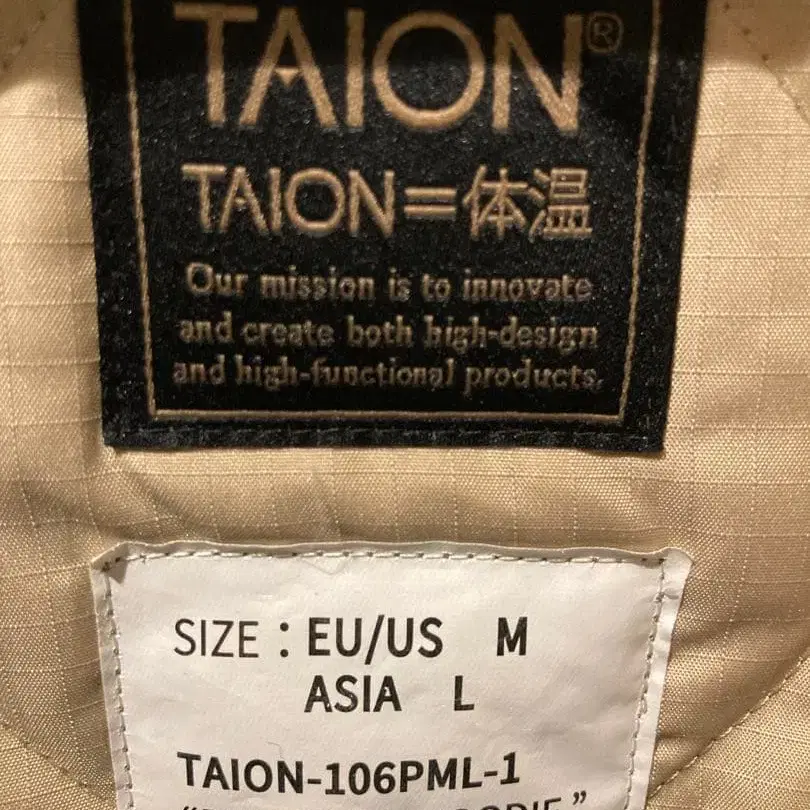 TAION®
TAION=体温
Our mission is to innovate
and create both high-design
and high-functional products.
SIZE : EU/US M
ASIA L
TAION-106PML-1